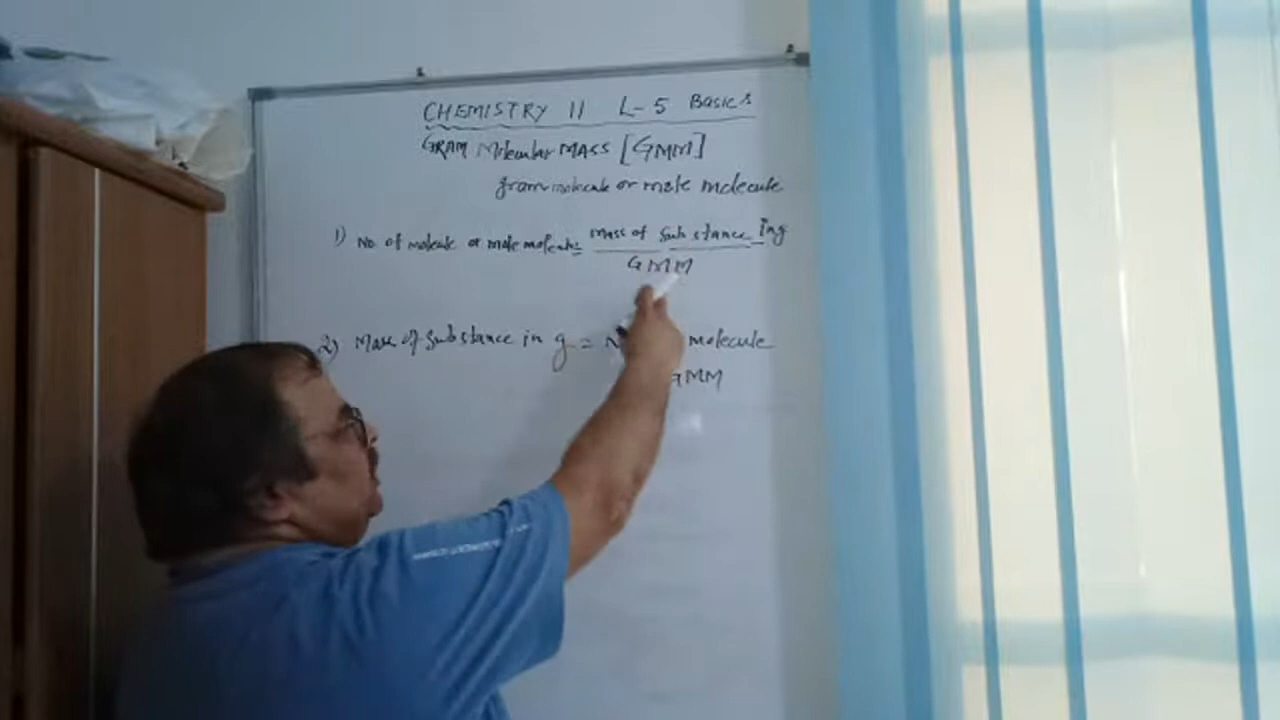 CHEMISTRY 11 L-5 Basics
GRAM Molecular MASS [GMM]
gram molecule or mole molecule
1) No. of molecule or mole molecule = Mass of Substance in g
GMM
2) Mass of Substance in g = molecule
GMM